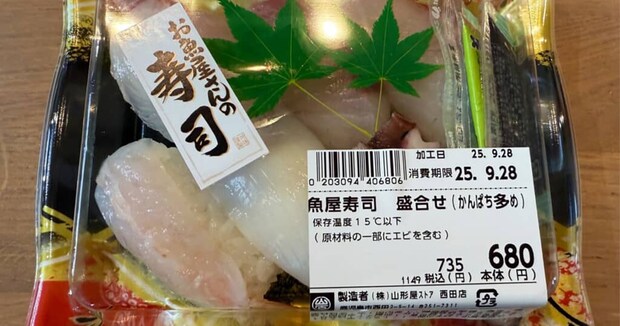 お魚屋さんの
寿司
加工日 25. 9.28
消費期限 25. 9.28
0 203094 406806
魚屋寿司 盛合せ(かんぱち多め)
保存温度 15℃以下
(原材料の一部にエビを含む)
735 680
1149 税込(円) 本体(円)
製造者 (株)山形屋ストア 西田店
プラ